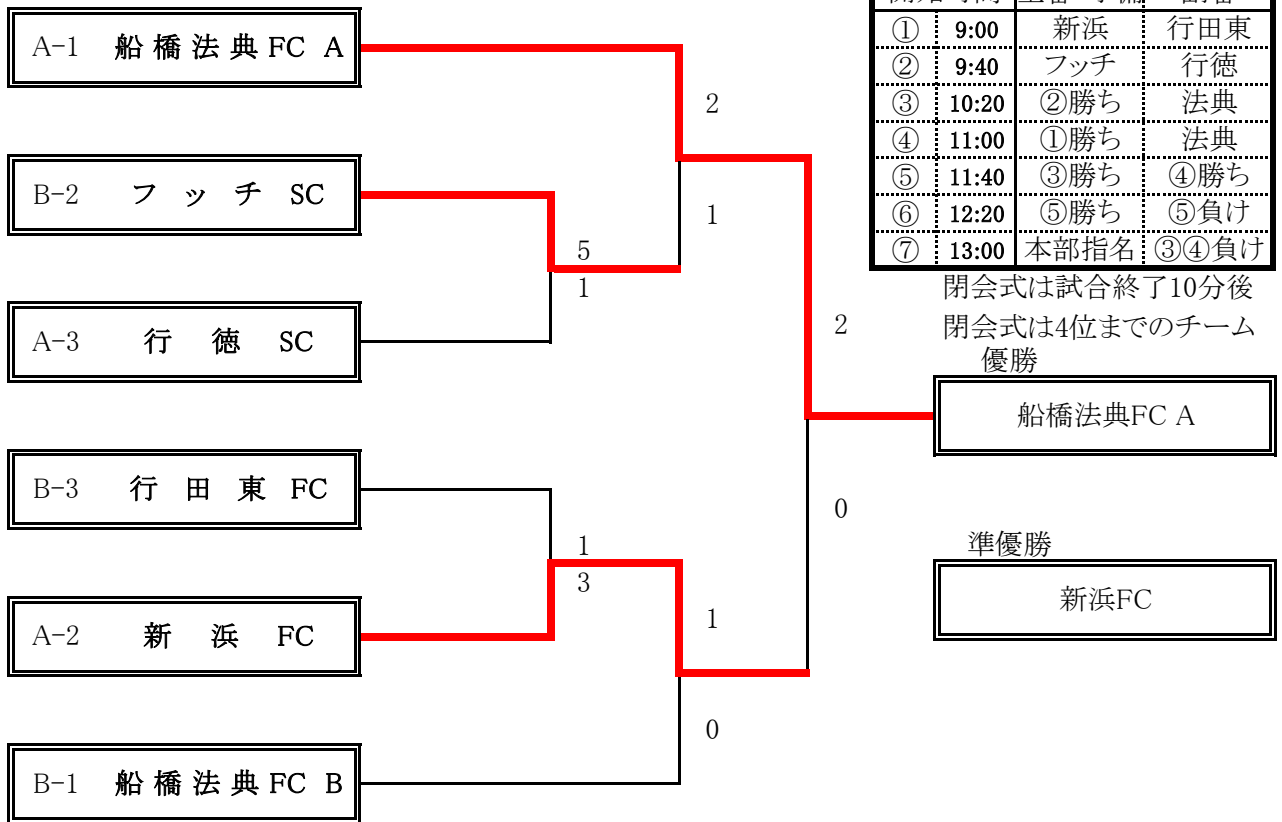 A-1 船橋法典FC A
2
B-2 フッチ SC
1
5
1
A-3 行徳 SC
2
B-3 行田東FC
0
1
3
A-2 新浜 FC
1
0
B-1 船橋法典FC B
① 9:00 新浜 行田東
② 9:40 フッチ 行徳
③ 10:20 ②勝ち 法典
④ 11:00 ①勝ち 法典
⑤ 11:40 ③勝ち ④勝ち
⑥ 12:20 ⑤勝ち ⑤負け
⑦ 13:00 本部指名 ③④負け
閉会式は試合終了10分後
閉会式は4位までのチーム
優勝
船橋法典FC A
準優勝
新浜FC